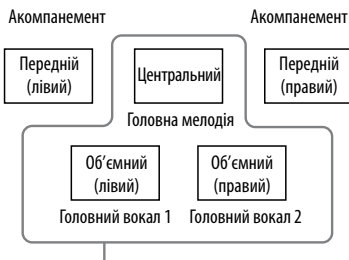 Акомпанемент
Акомпанемент
Передній
(лівий)
Центральний
Передній
(правий)
Головна мелодія
Об’ємний
(лівий)
Об’ємний
(правий)
Головний вокал 1
Головний вокал 2